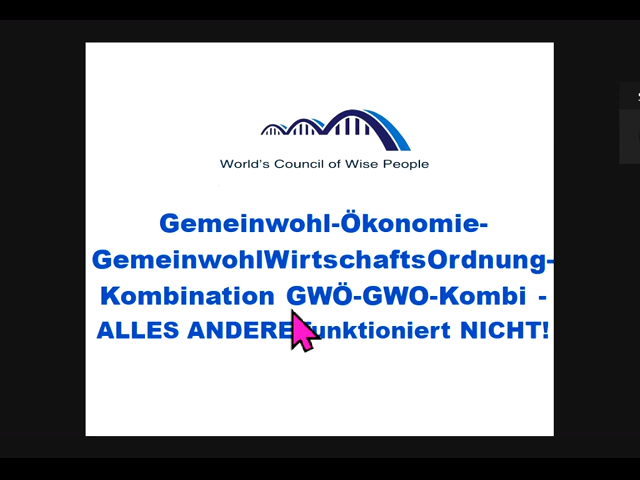 World's Council of Wise People
Gemeinwohl-Ökonomie-
GemeinwohlWirtschaftsOrdnung-
Kombination GWÖ-GWO-Kombi -
ALLES ANDERE funktioniert NICHT!